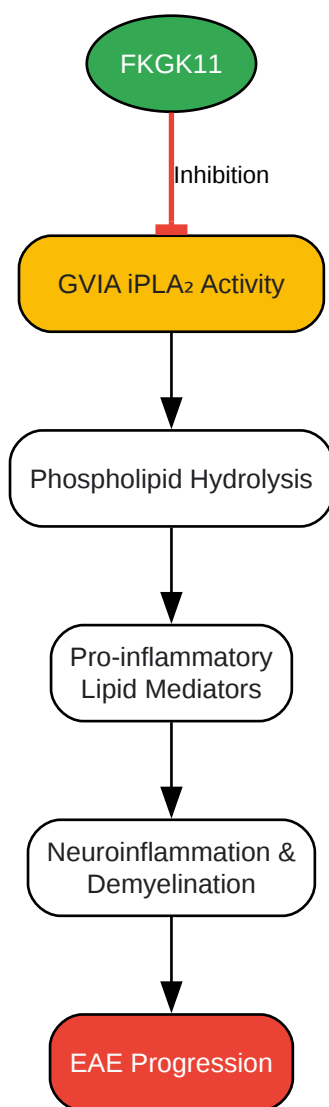 FKGK11
Inhibition
GVIA iPLA₂ Activity
Phospholipid Hydrolysis
Pro-inflammatory
Lipid Mediators
Neuroinflammation &
Demyelination
EAE Progression